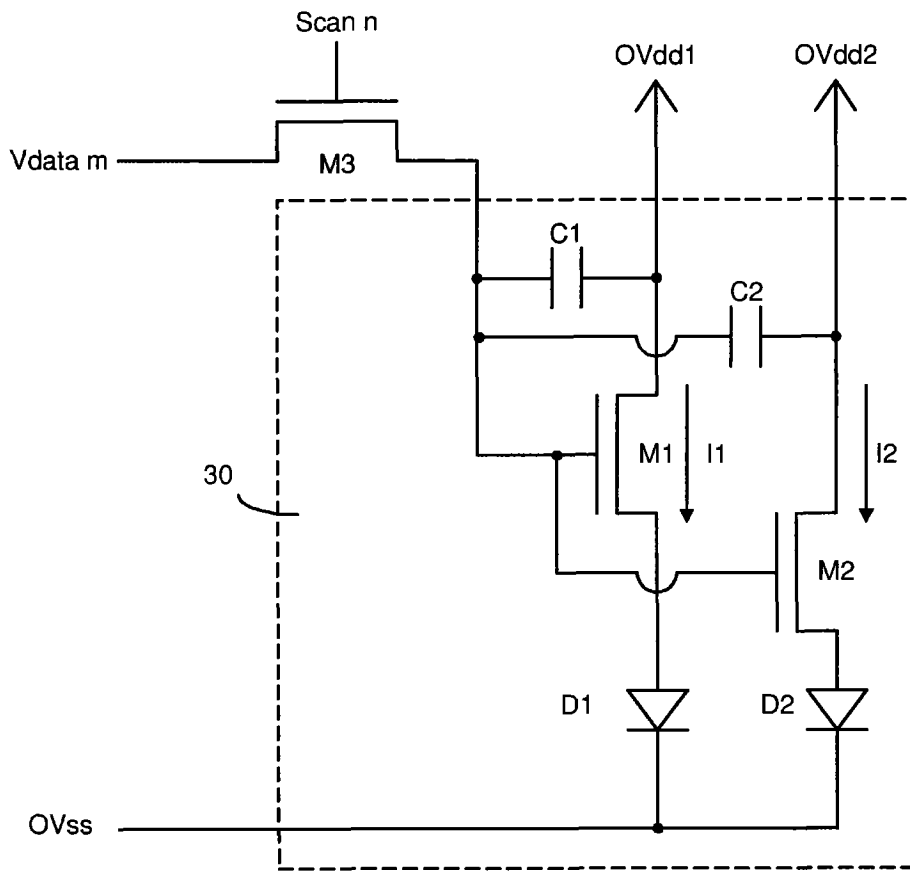 Scan n
OVdd1
OVdd2
Vdata m
M3
C1
C2
M1
I1
I2
30
M2
D1
D2
OVss